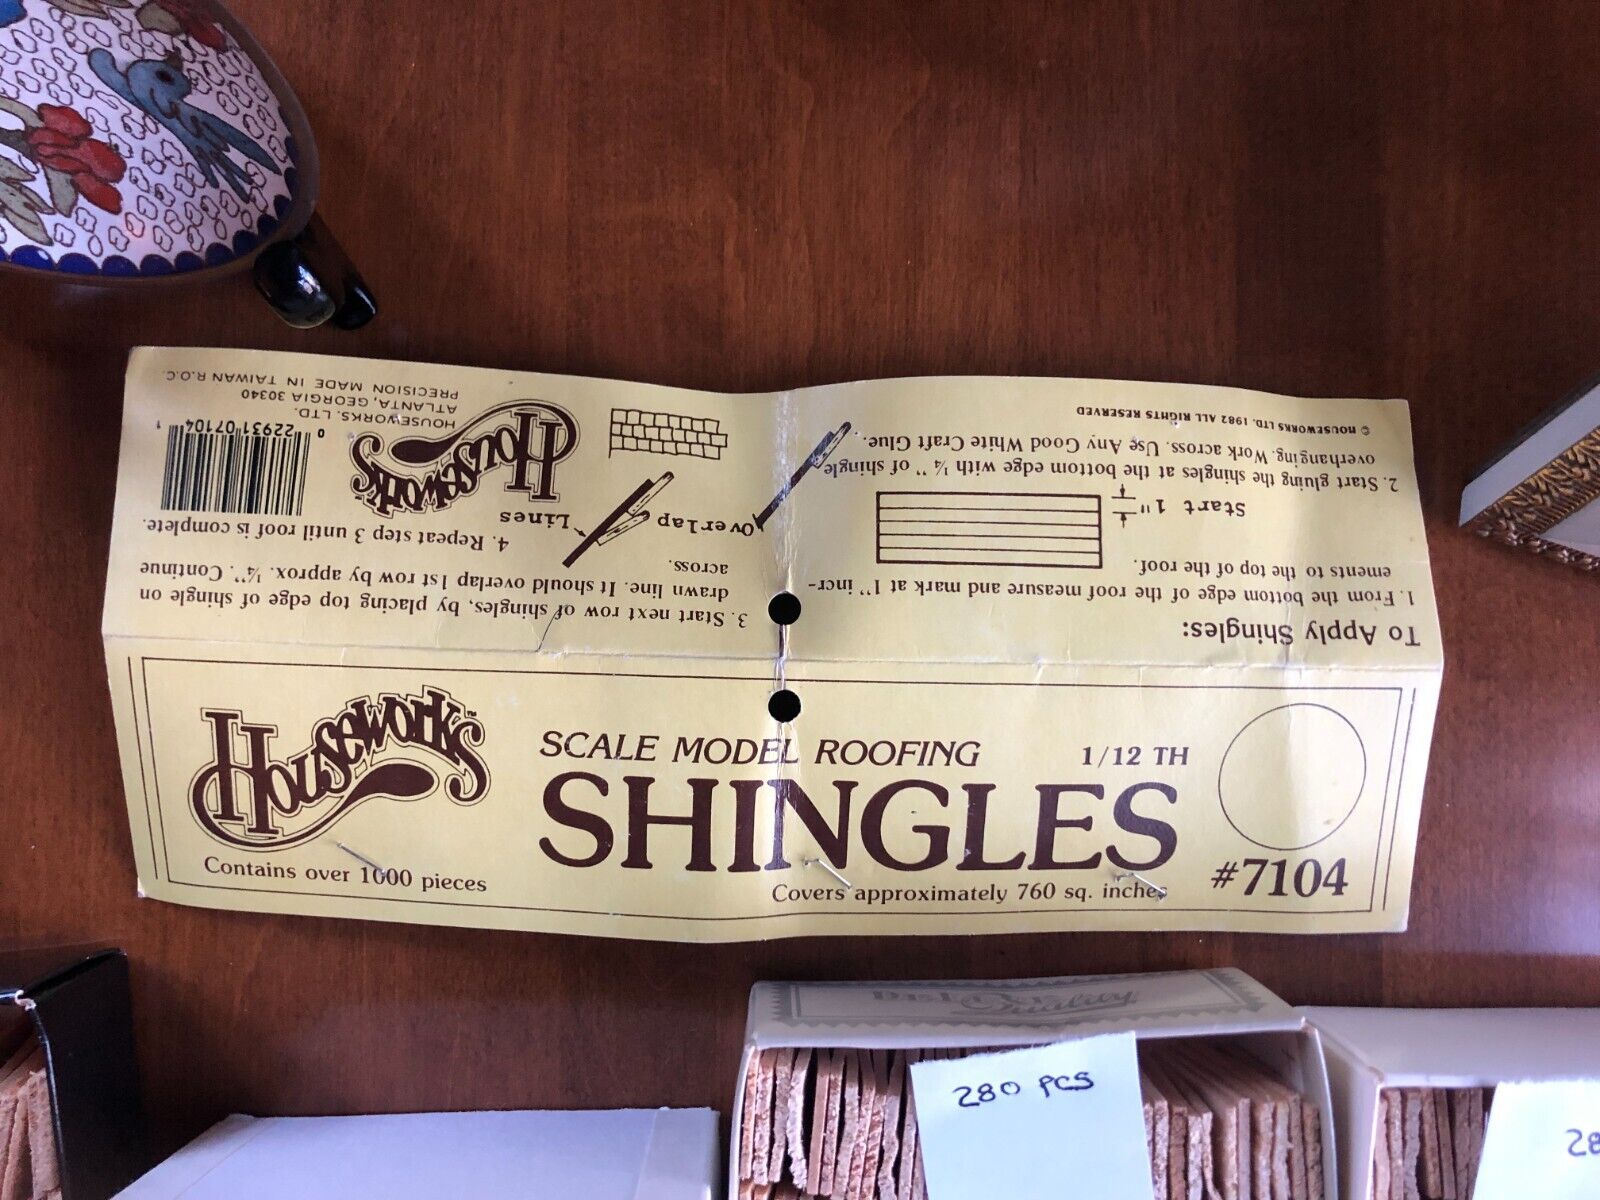 Houseworks™
SCALE MODEL ROOFING 1/12 TH
SHINGLES
Contains over 1000 pieces
Covers approximately 760 sq. inches
#7104
To Apply Shingles:
1. From the bottom edge of the roof measure and mark at 1" incr-
ements to the top of the roof.
Start 1"
2. Start gluing the shingles at the bottom edge with ¼" of shingle
overhanging. Work across. Use Any Good White Craft Glue.
© HOUSEWORKS LTD. 1982 ALL RIGHTS RESERVED
3. Start next row of shingles, by placing top edge of shingle on
drawn line. It should overlap 1st row by approx. ¼". Continue
across.
Overlap
Lines
4. Repeat step 3 until roof is complete.
Houseworks™
HOUSEWORKS, LTD.
ATLANTA, GEORGIA 30340
PRECISION MADE IN TAIWAN R.O.C.
0 22931 07104 1
Quality
280 PCS
28